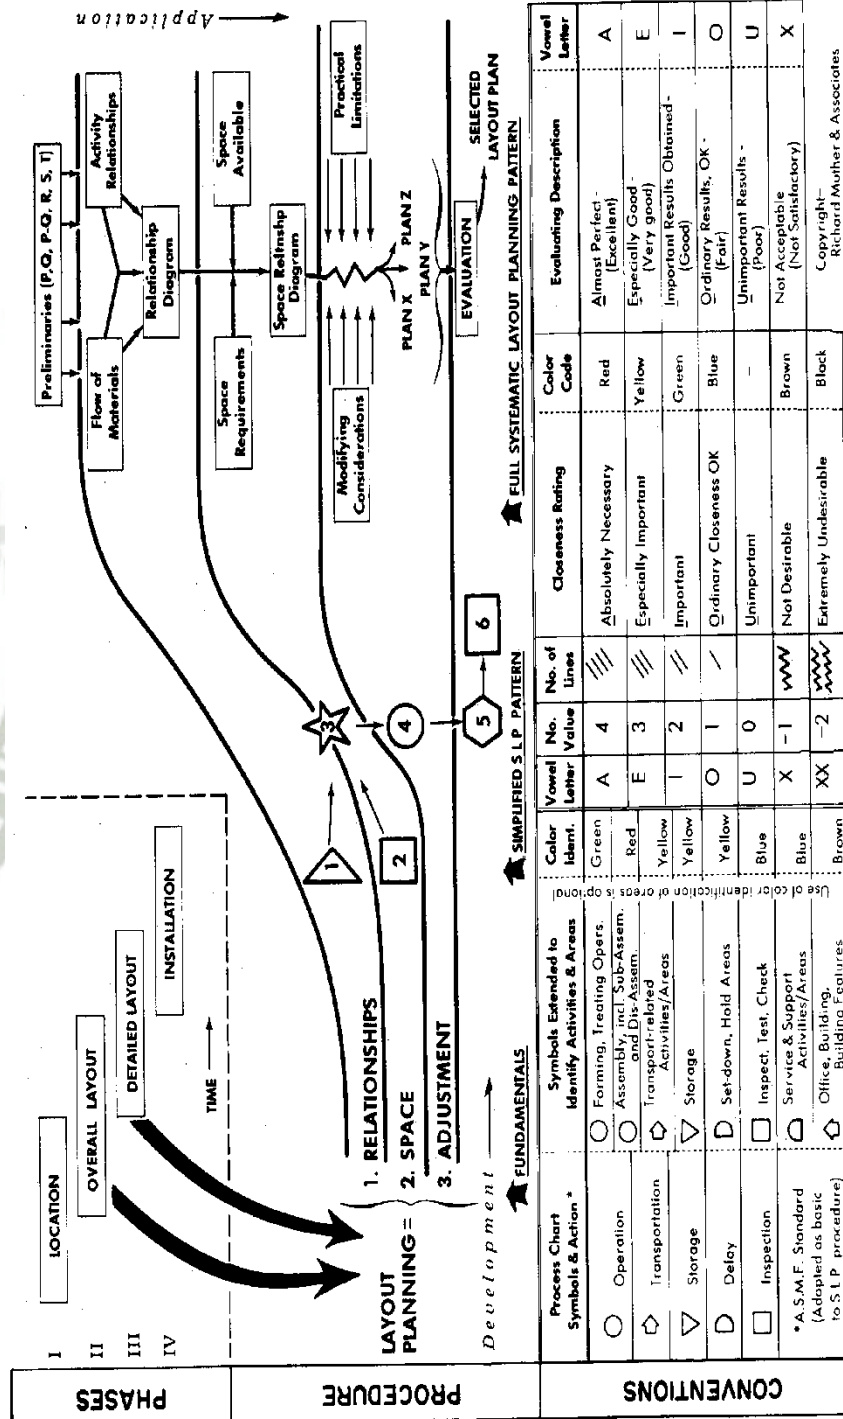 PHASES
I
LOCATION
II
OVERALL LAYOUT
III
DETAILED LAYOUT
IV
INSTALLATION
TIME
PROCEDURE
LAYOUT
PLANNING =
1. RELATIONSHIPS
2. SPACE
3. ADJUSTMENT
Development
FUNDAMENTALS
1
2
3
4
5
6
SIMPLIFIED S L P PATTERN
Application
Preliminaries (P,Q, P-Q, R, S, T)
Flow of
Materials
Activity
Relationships
Relationship
Diagram
Space
Requirements
Space
Available
Space Reltnshp
Diagram
Modifying
Considerations
Practical
Limitations
PLAN X
PLAN Y
PLAN Z
EVALUATION
SELECTED
LAYOUT PLAN
FULL SYSTEMATIC LAYOUT PLANNING PATTERN
CONVENTIONS
Process Chart
Symbols & Action *
Operation
Transportation
Storage
Delay
Inspection
*A.S.M.E. Standard
(Adopted as basic
to S L P procedure)
Symbols Extended to
Identify Activities & Areas
Forming, Treating Opers.
Assembly, incl. Sub-Assem.
and Dis-Assem.
Transport-related
Activities/Areas
Storage
Set-down, Hold Areas
Inspect, Test, Check
Service & Support
Activities/Areas
Office, Building,
Building Features
Use of color identification of areas is optional
Color
Ident.
Green
Red
Yellow
Yellow
Yellow
Blue
Blue
Brown
Vowel
Letter
A
E
I
O
U
X
XX
No.
Value
4
3
2
1
0
-1
-2
No. of
Lines
Closeness Rating
Absolutely Necessary
Especially Important
Important
Ordinary Closeness OK
Unimportant
Not Desirable
Extremely Undesirable
Color
Code
Red
Yellow
Green
Blue
–
Brown
Black
Evaluating Description
Almost Perfect -
(Excellent)
Especially Good -
(Very good)
Important Results Obtained -
(Good)
Ordinary Results, OK -
(Fair)
Unimportant Results -
(Poor)
Not Acceptable
(Not Satisfactory)
Vowel
Letter
A
E
I
O
U
X
Copyright—
Richard Muther & Associates